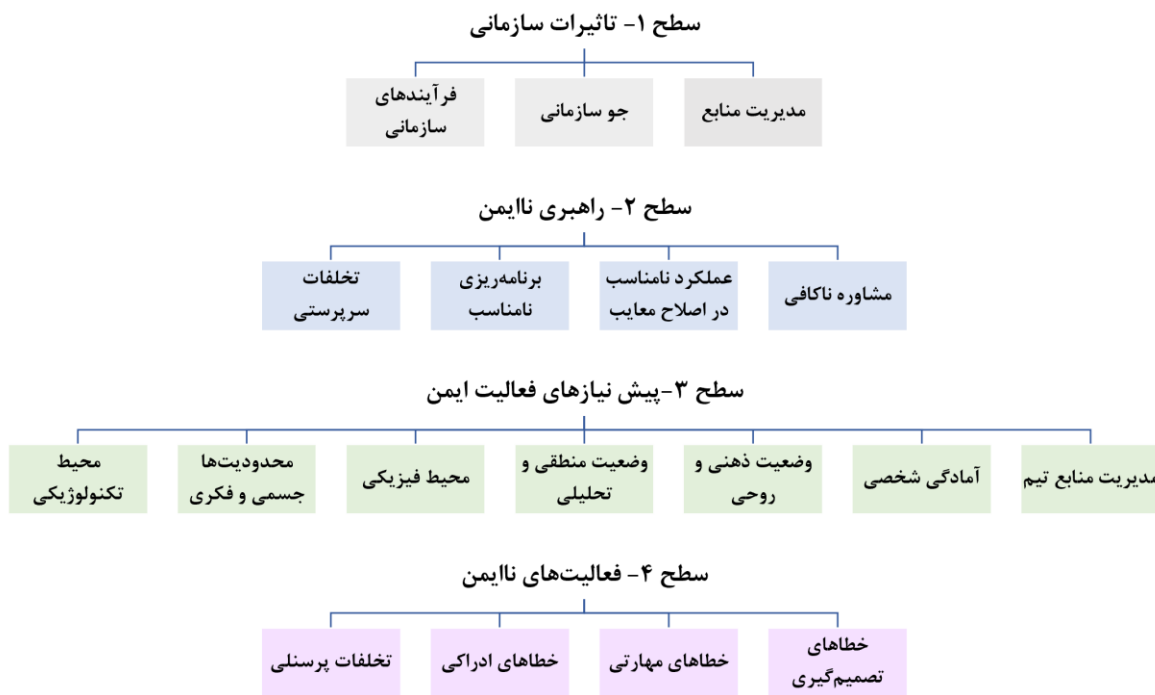 سطح ۱- تاثیرات سازمانی
مدیریت منابع
جو سازمانی
فرآیندهای
سازمانی
سطح ۲- راهبری ناایمن
مشاوره ناکافی
عملکرد نامناسب
در اصلاح معایب
برنامه‌ریزی
نامناسب
تخلفات
سرپرستی
سطح ۳-پیش نیازهای فعالیت ایمن
مدیریت منابع تیم
آمادگی شخصی
وضعیت ذهنی و
روحی
وضعیت منطقی و
تحلیلی
محیط فیزیکی
محدودیت‌ها
جسمی و فکری
محیط
تکنولوژیکی
سطح ۴- فعالیت‌های ناایمن
خطاهای
تصمیم‌گیری
خطاهای مهارتی
خطاهای ادراکی
تخلفات پرسنلی